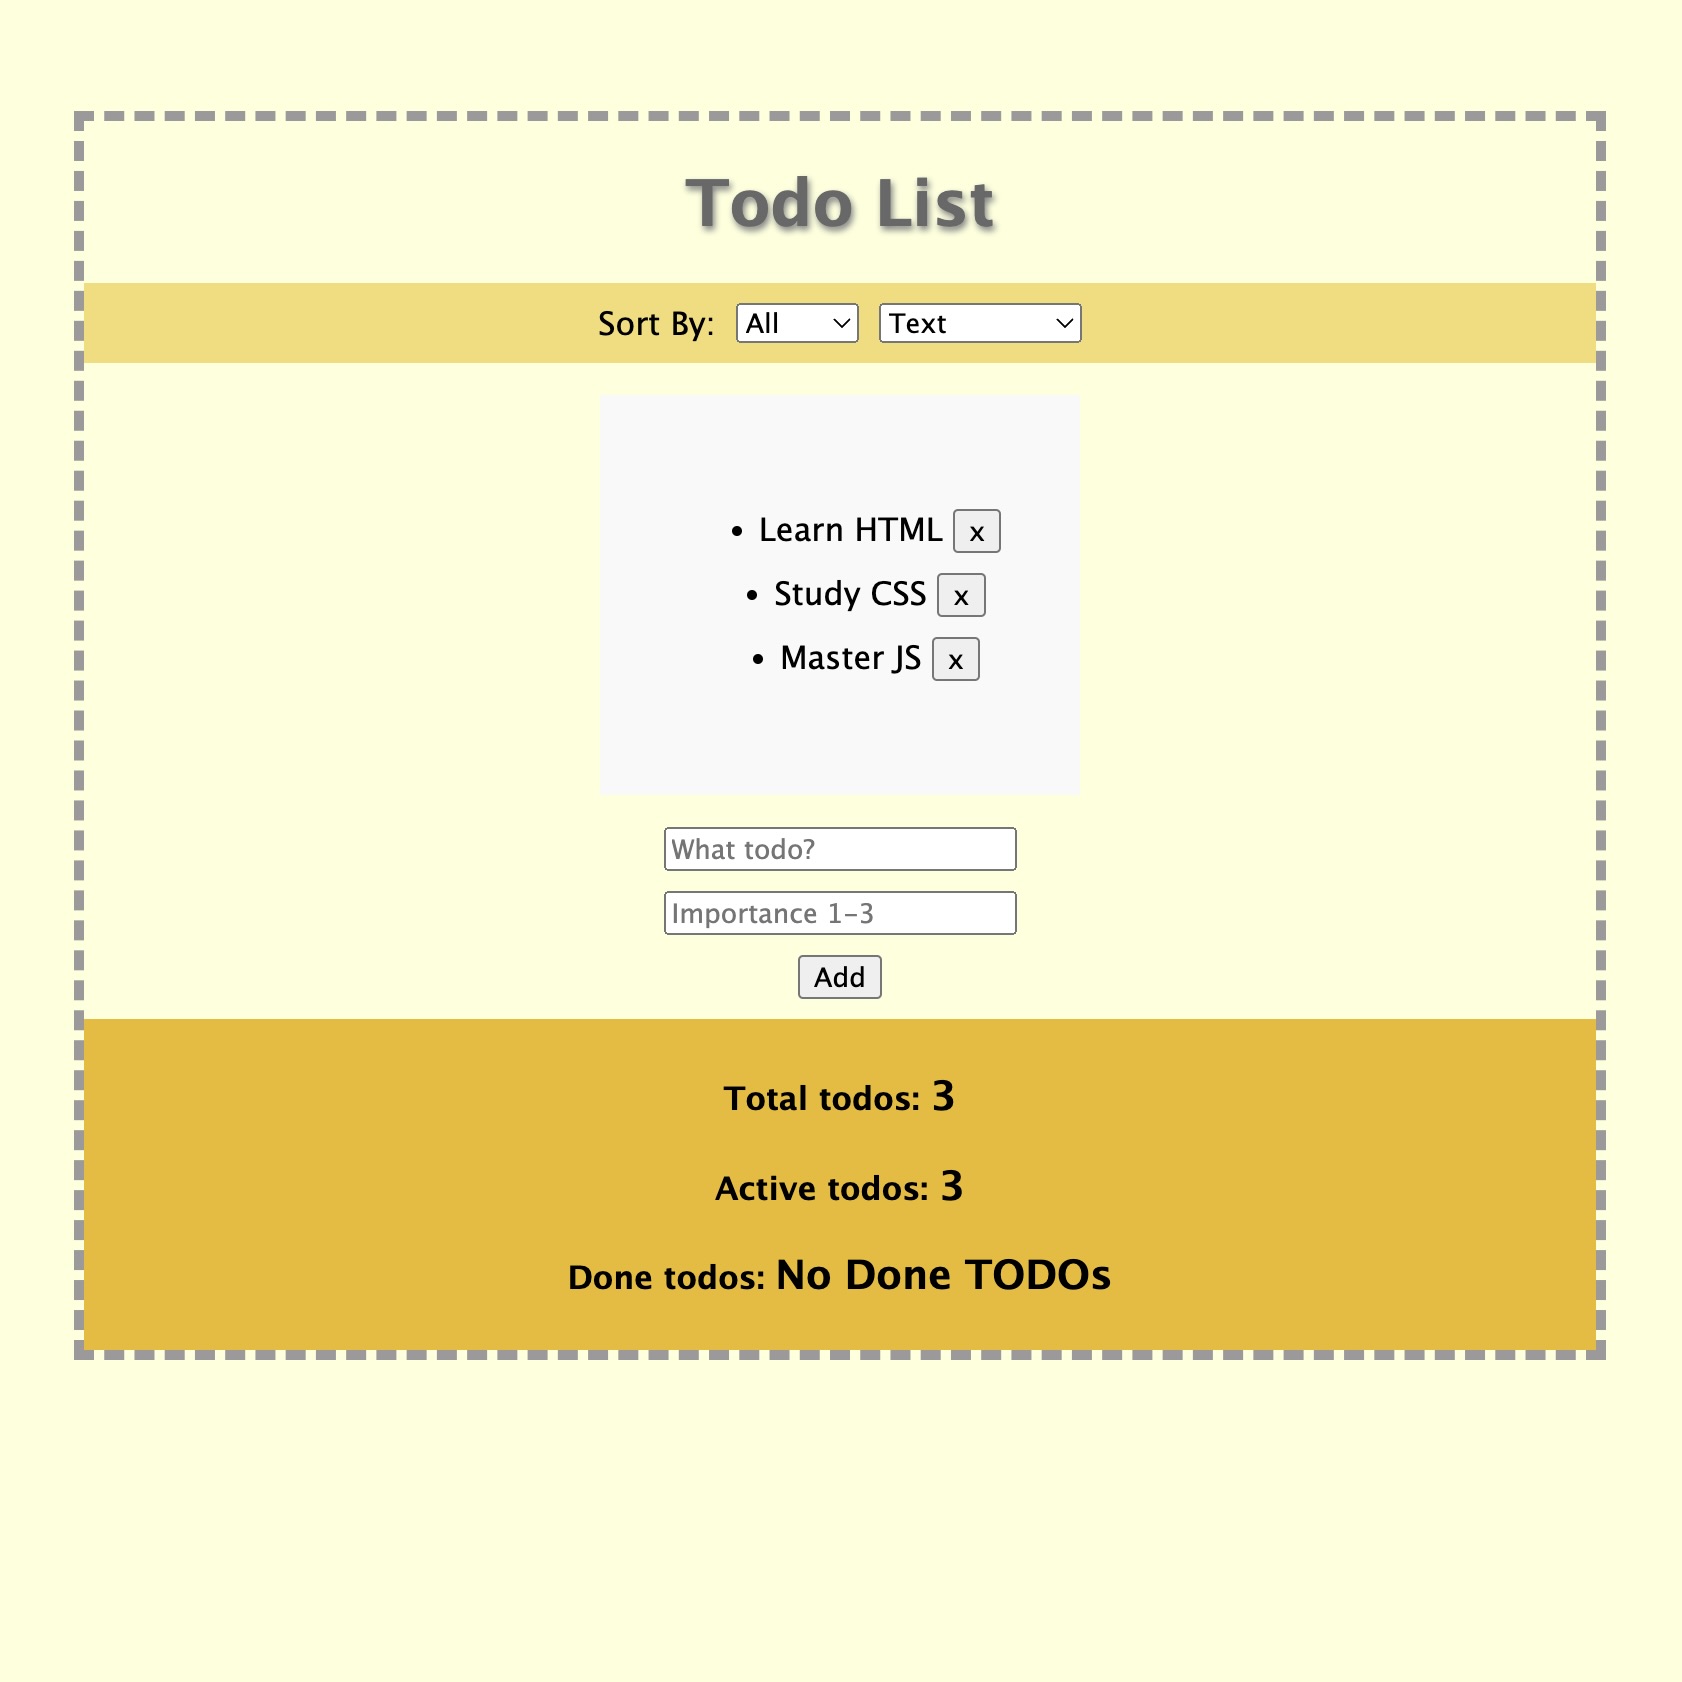 Todo List
Sort By: All Text
• Learn HTML x
• Study CSS x
• Master JS x
What todo?
Importance 1-3
Add
Total todos: 3
Active todos: 3
Done todos: No Done TODOs